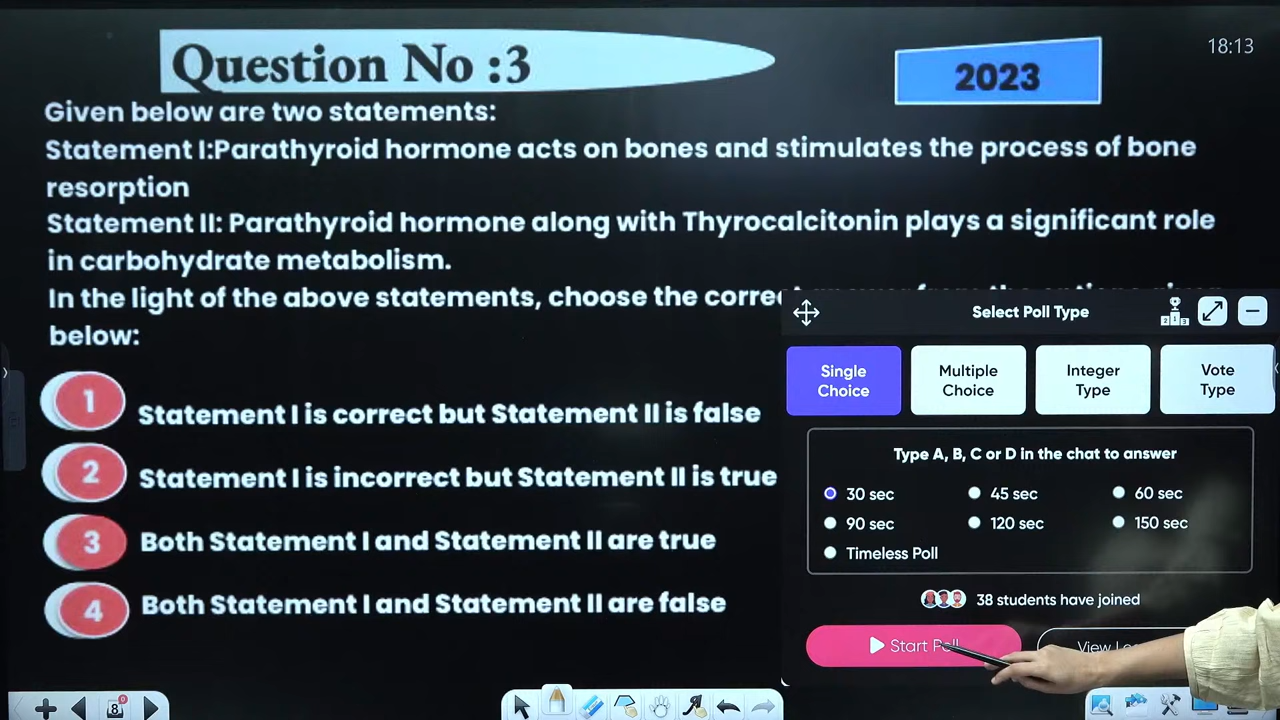 Question No :3
2023
18:13
Given below are two statements:
Statement I:Parathyroid hormone acts on bones and stimulates the process of bone
resorption
Statement II: Parathyroid hormone along with Thyrocalcitonin plays a significant role
in carbohydrate metabolism.
In the light of the above statements, choose the
below:
1 Statement I is correct but Statement II is false
2 Statement I is incorrect but Statement II is true
3 Both Statement I and Statement II are true
4 Both Statement I and Statement II are false
Select Poll Type
Single Choice
Multiple Choice
Integer Type
Vote Type
Type A, B, C or D in the chat to answer
30 sec 45 sec 60 sec
90 sec 120 sec 150 sec
Timeless Poll
38 students have joined
Start Poll
View
8
0